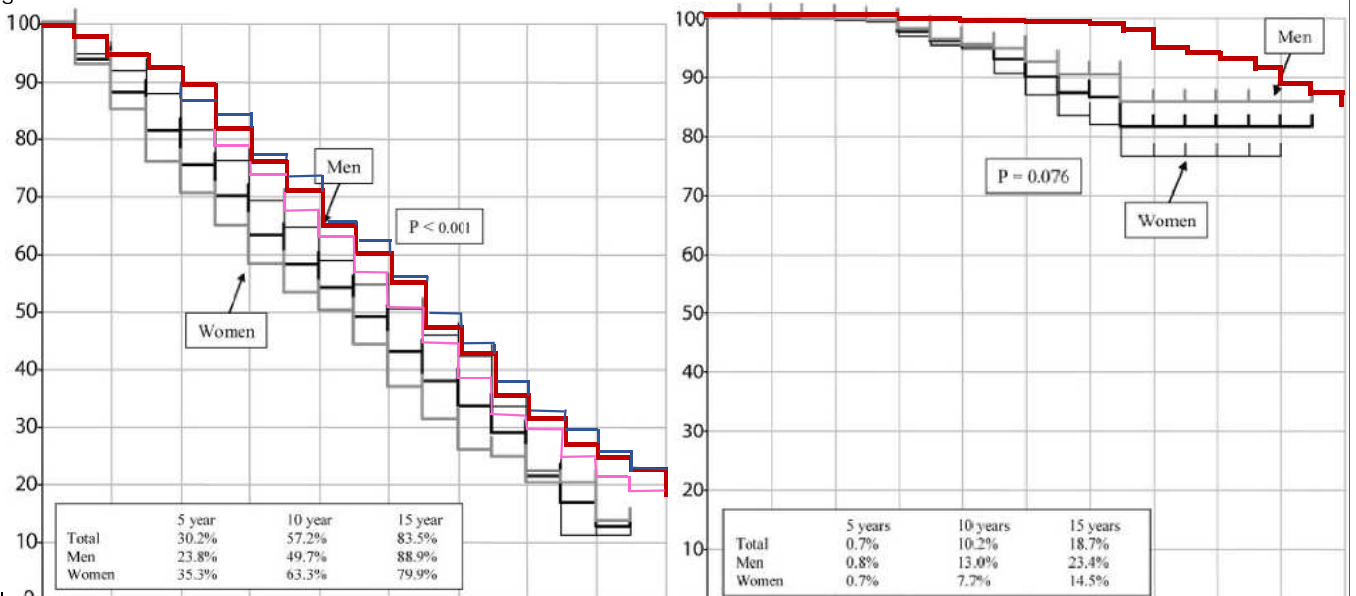 100
90
80
70
60
50
40
30
20
10
0
Men
P < 0.001
Women
5 year 10 year 15 year
Total 30.2% 57.2% 83.5%
Men 23.8% 49.7% 88.9%
Women 35.3% 63.3% 79.9%
100
90
80
70
60
50
40
30
20
10
Men
P = 0.076
Women
5 years 10 years 15 years
Total 0.7% 10.2% 18.7%
Men 0.8% 13.0% 23.4%
Women 0.7% 7.7% 14.5%